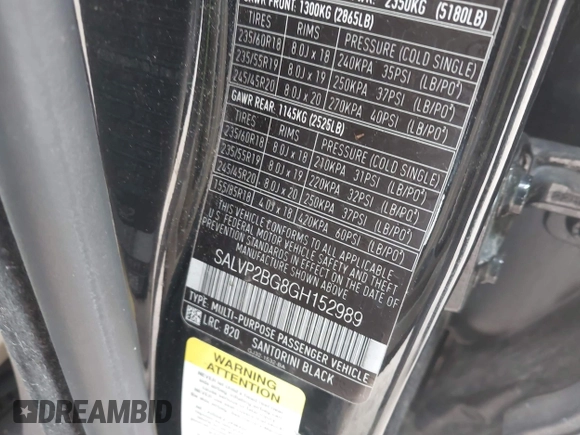 2350KG (5180LB)
GAWR FRONT: 1300KG (2865LB)
TIRES RIMS PRESSURE (COLD SINGLE)
235/60R18 8.0J x 18 240KPA 35PSI (LB/PO²)
235/55R19 8.0J x 19 250KPA 37PSI (LB/PO²)
245/45R20 8.0J x 20 270KPA 40PSI (LB/PO²)
GAWR REAR: 1145KG (2525LB)
TIRES RIMS PRESSURE (COLD SINGLE)
235/60R18 8.0J x 18 210KPA 31PSI (LB/PO²)
235/55R19 8.0J x 19 220KPA 32PSI (LB/PO²)
245/45R20 8.0J x 20 250KPA 37PSI (LB/PO²)
T55/85R18 4.09 x 18 420KPA 60PSI (LB/PO²)
THIS VEHICLE CONFORMS TO ALL APPLICABLE
U.S FEDERAL MOTOR VEHICLE SAFETY AND THEFT
PREVENTION STANDARDS IN EFFECT ON THE DATE OF
MANUFACTURE SHOWN ABOVE
SALVP2BG8GH152989
TYPE: MULTI-PURPOSE PASSENGER VEHICLE
LRC: 820 SANTORINI BLACK
WARNING
ATTENTION
DREAMBID